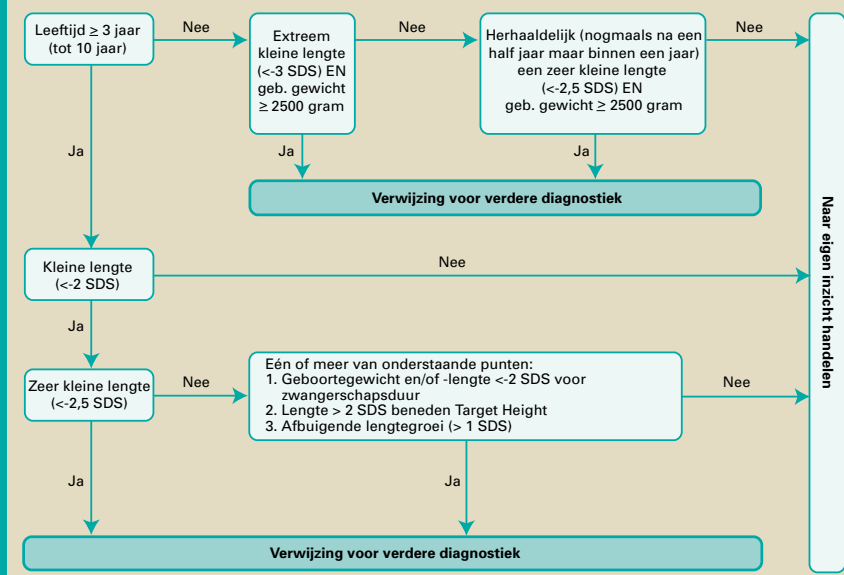 Leeftijd ≥ 3 jaar
(tot 10 jaar)
Nee
Extreem
kleine lengte
(<-3 SDS) EN
geb. gewicht
≥ 2500 gram
Nee
Herhaaldelijk (nogmaals na een
half jaar maar binnen een jaar)
een zeer kleine lengte
(<-2,5 SDS) EN
geb. gewicht ≥ 2500 gram
Nee
Ja
Ja
Ja
Verwijzing voor verdere diagnostiek
Naar eigen inzicht handelen
Kleine lengte
(<-2 SDS)
Nee
Ja
Zeer kleine lengte
(<-2,5 SDS)
Nee
Eén of meer van onderstaande punten:
1. Geboortegewicht en/of -lengte <-2 SDS voor
zwangerschapsduur
2. Lengte > 2 SDS beneden Target Height
3. Afbuigende lengtegroei (> 1 SDS)
Nee
Ja
Ja
Verwijzing voor verdere diagnostiek